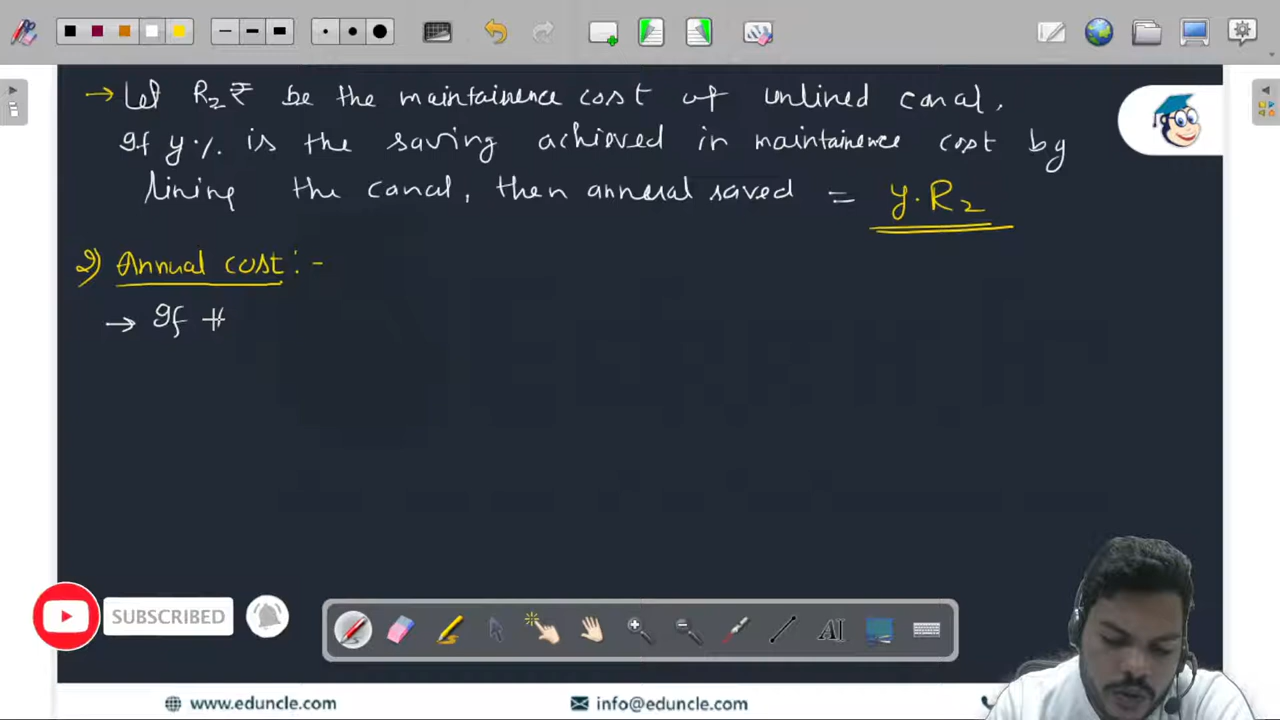 → Let R₂ ₹ be the maintainence cost of unlined canal,
If y % is the saving achieved in maintainence cost by
lining the canal, then annual saved = y·R₂
2) Annual cost :-
→ If
SUBSCRIBED
AI
www.eduncle.com info@eduncle.com